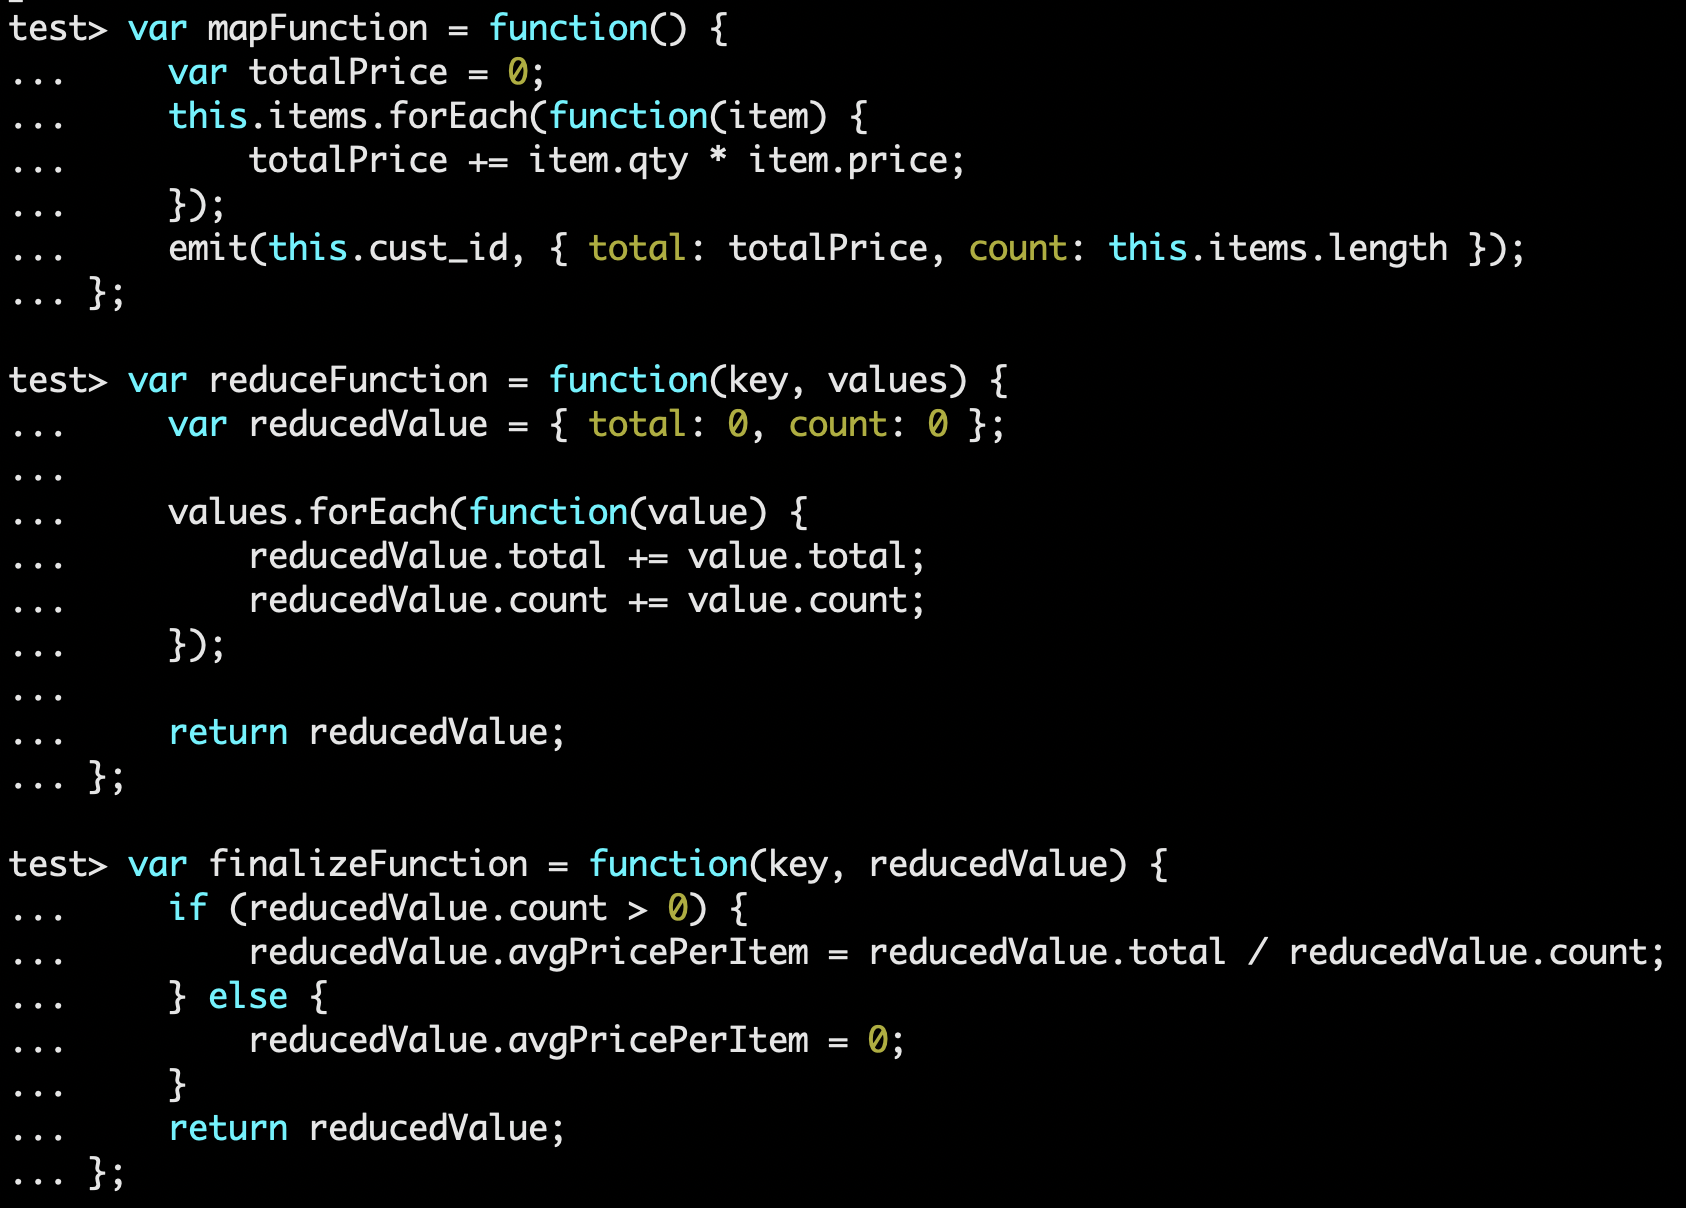 test> var mapFunction = function() {
...     var totalPrice = 0;
...     this.items.forEach(function(item) {
...         totalPrice += item.qty * item.price;
...     });
...     emit(this.cust_id, { total: totalPrice, count: this.items.length });
... };

test> var reduceFunction = function(key, values) {
...     var reducedValue = { total: 0, count: 0 };
...
...     values.forEach(function(value) {
...         reducedValue.total += value.total;
...         reducedValue.count += value.count;
...     });
...
...     return reducedValue;
... };

test> var finalizeFunction = function(key, reducedValue) {
...     if (reducedValue.count > 0) {
...         reducedValue.avgPricePerItem = reducedValue.total / reducedValue.count;
...     } else {
...         reducedValue.avgPricePerItem = 0;
...     }
...     return reducedValue;
... };